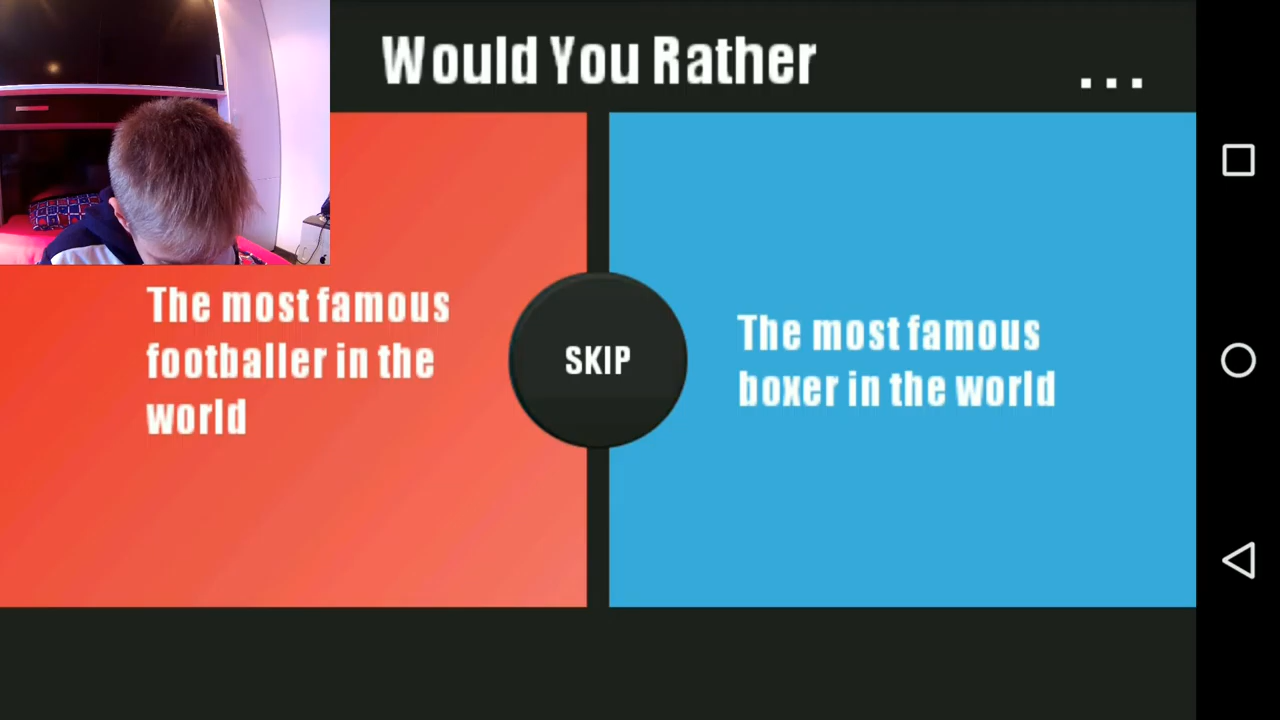 Would You Rather
...
The most famous
footballer in the
world
SKIP
The most famous
boxer in the world